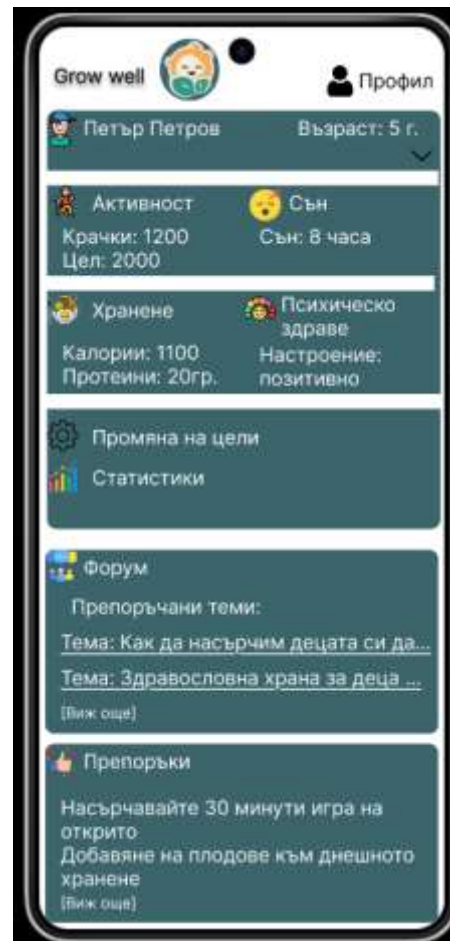 Grow well
Профил
Петър Петров
Възраст: 5 г.
Активност
Сън
Крачки: 1200
Сън: 8 часа
Цел: 2000
Хранене
Психическо
здраве
Калории: 1100
Настроение:
Протеини: 20гр.
позитивно
Промяна на цели
Статистики
Форум
Препоръчани теми:
Тема: Как да насърчим децата си да...
Тема: Здравословна храна за деца ...
[Виж още]
Препоръки
Насърчавайте 30 минути игра на
открито
Добавяне на плодове към днешното
хранене
[Виж още]